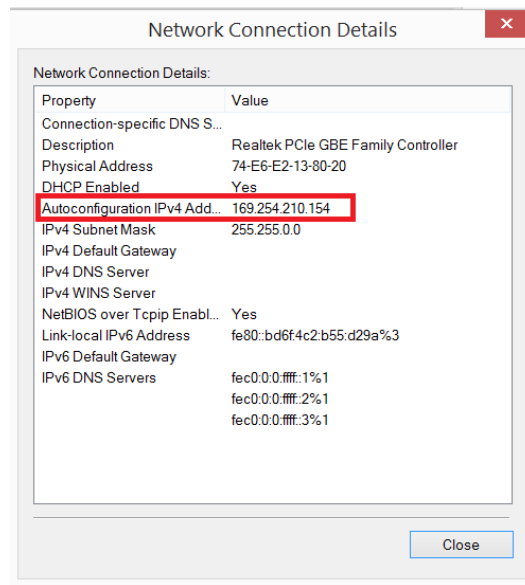 Network Connection Details
Network Connection Details:
Property Value
Connection-specific DNS S...
Description Realtek PCIe GBE Family Controller
Physical Address 74-E6-E2-13-80-20
DHCP Enabled Yes
Autoconfiguration IPv4 Add... 169.254.210.154
IPv4 Subnet Mask 255.255.0.0
IPv4 Default Gateway
IPv4 DNS Server
IPv4 WINS Server
NetBIOS over Tcpip Enabl... Yes
Link-local IPv6 Address fe80::bd6f:4c2:b55:d29a%3
IPv6 Default Gateway
IPv6 DNS Servers fec0:0:0:ffff::1%1
fec0:0:0:ffff::2%1
fec0:0:0:ffff::3%1
Close